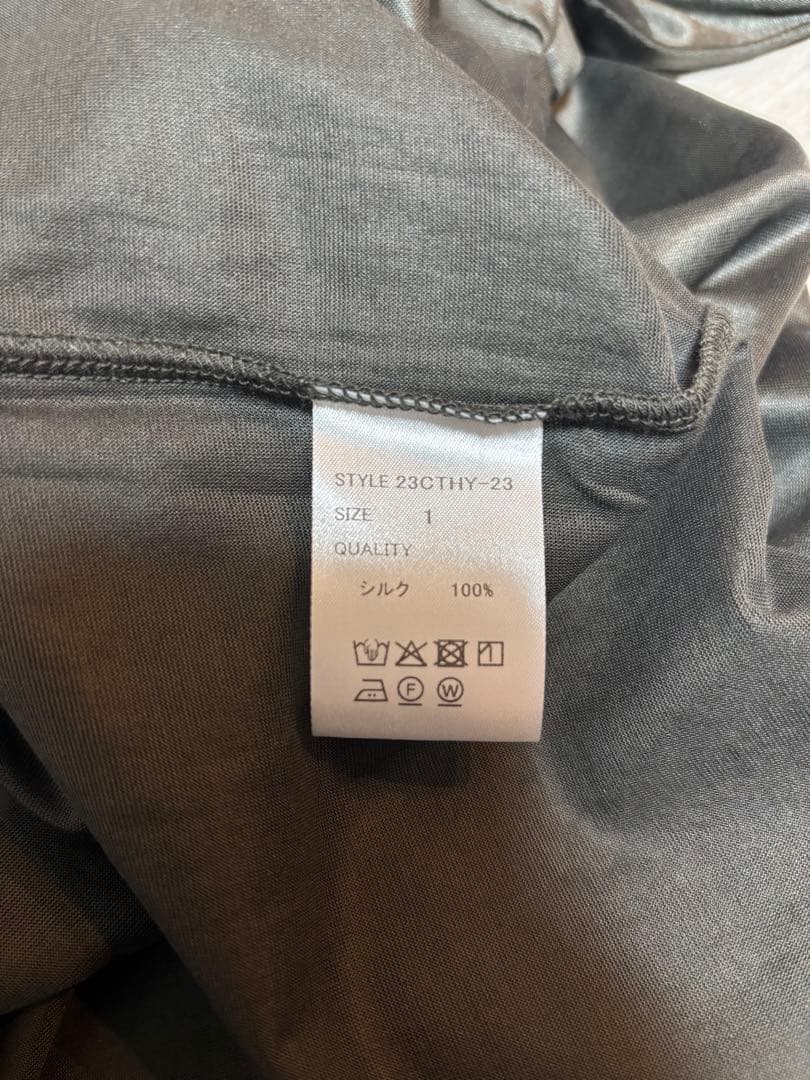 STYLE 23CTHY-23
SIZE 1
QUALITY
シルク 100%
F W